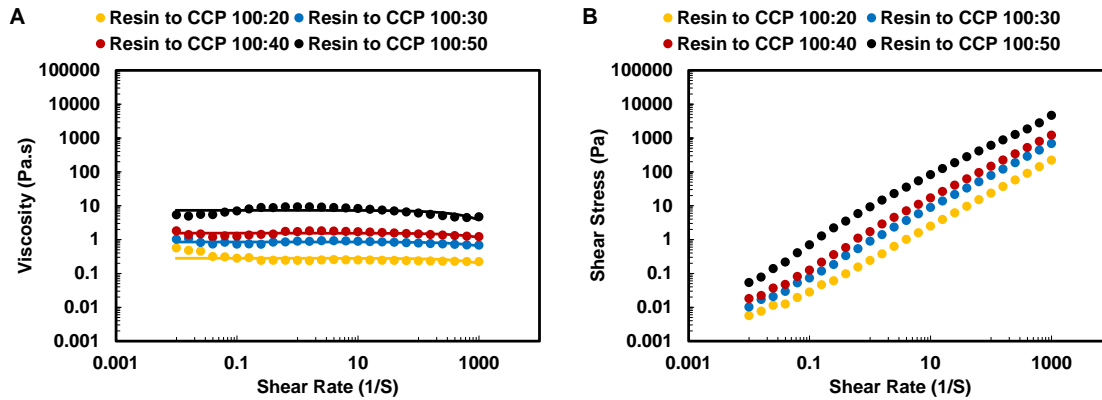 A
Resin to CCP 100:20 Resin to CCP 100:30
Resin to CCP 100:40 Resin to CCP 100:50
100000
10000
1000
100
10
1
0.1
0.01
0.001
Viscosity (Pa.s)
0.001 0.1 10 1000
Shear Rate (1/S)
B
Resin to CCP 100:20 Resin to CCP 100:30
Resin to CCP 100:40 Resin to CCP 100:50
100000
10000
1000
100
10
1
0.1
0.01
0.001
Shear Stress (Pa)
0.001 0.1 10 1000
Shear Rate (1/S)